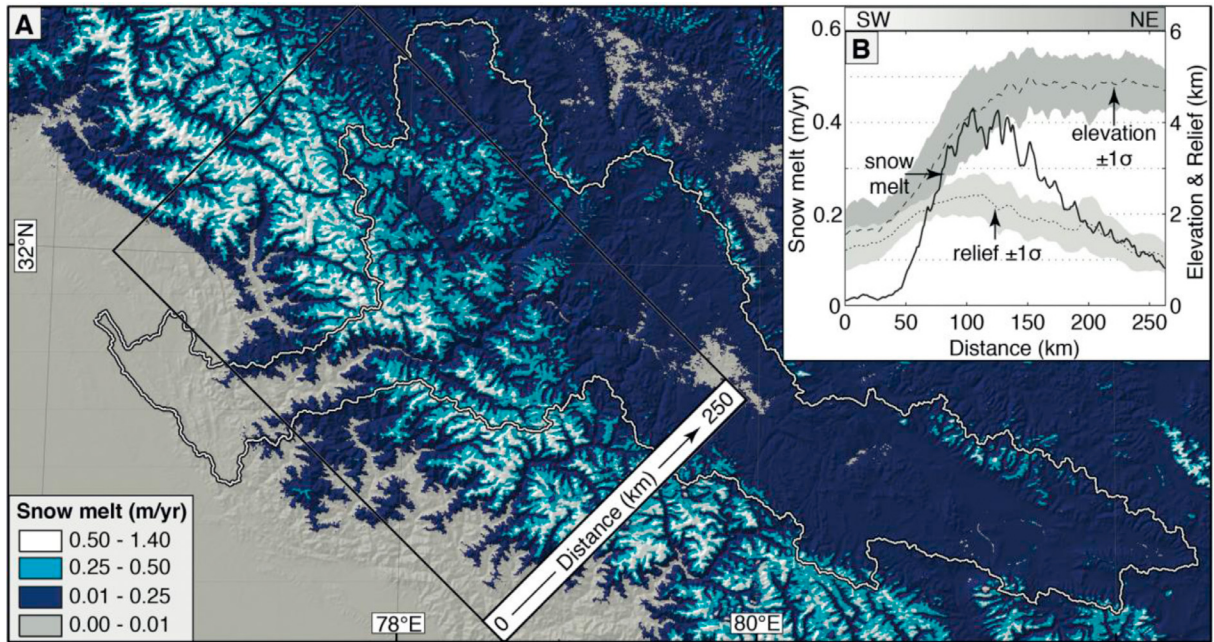 A
32°N
78°E
80°E
0 Distance (km) 250
Snow melt (m/yr)
0.50 - 1.40
0.25 - 0.50
0.01 - 0.25
0.00 - 0.01
SW NE
B
Snow melt (m/yr)
0.6
0.4
0.2
0
Elevation & Relief (km)
6
5
4
3
2
1
0
elevation
±1σ
snow
melt
relief ±1σ
0 50 100 150 200 250
Distance (km)